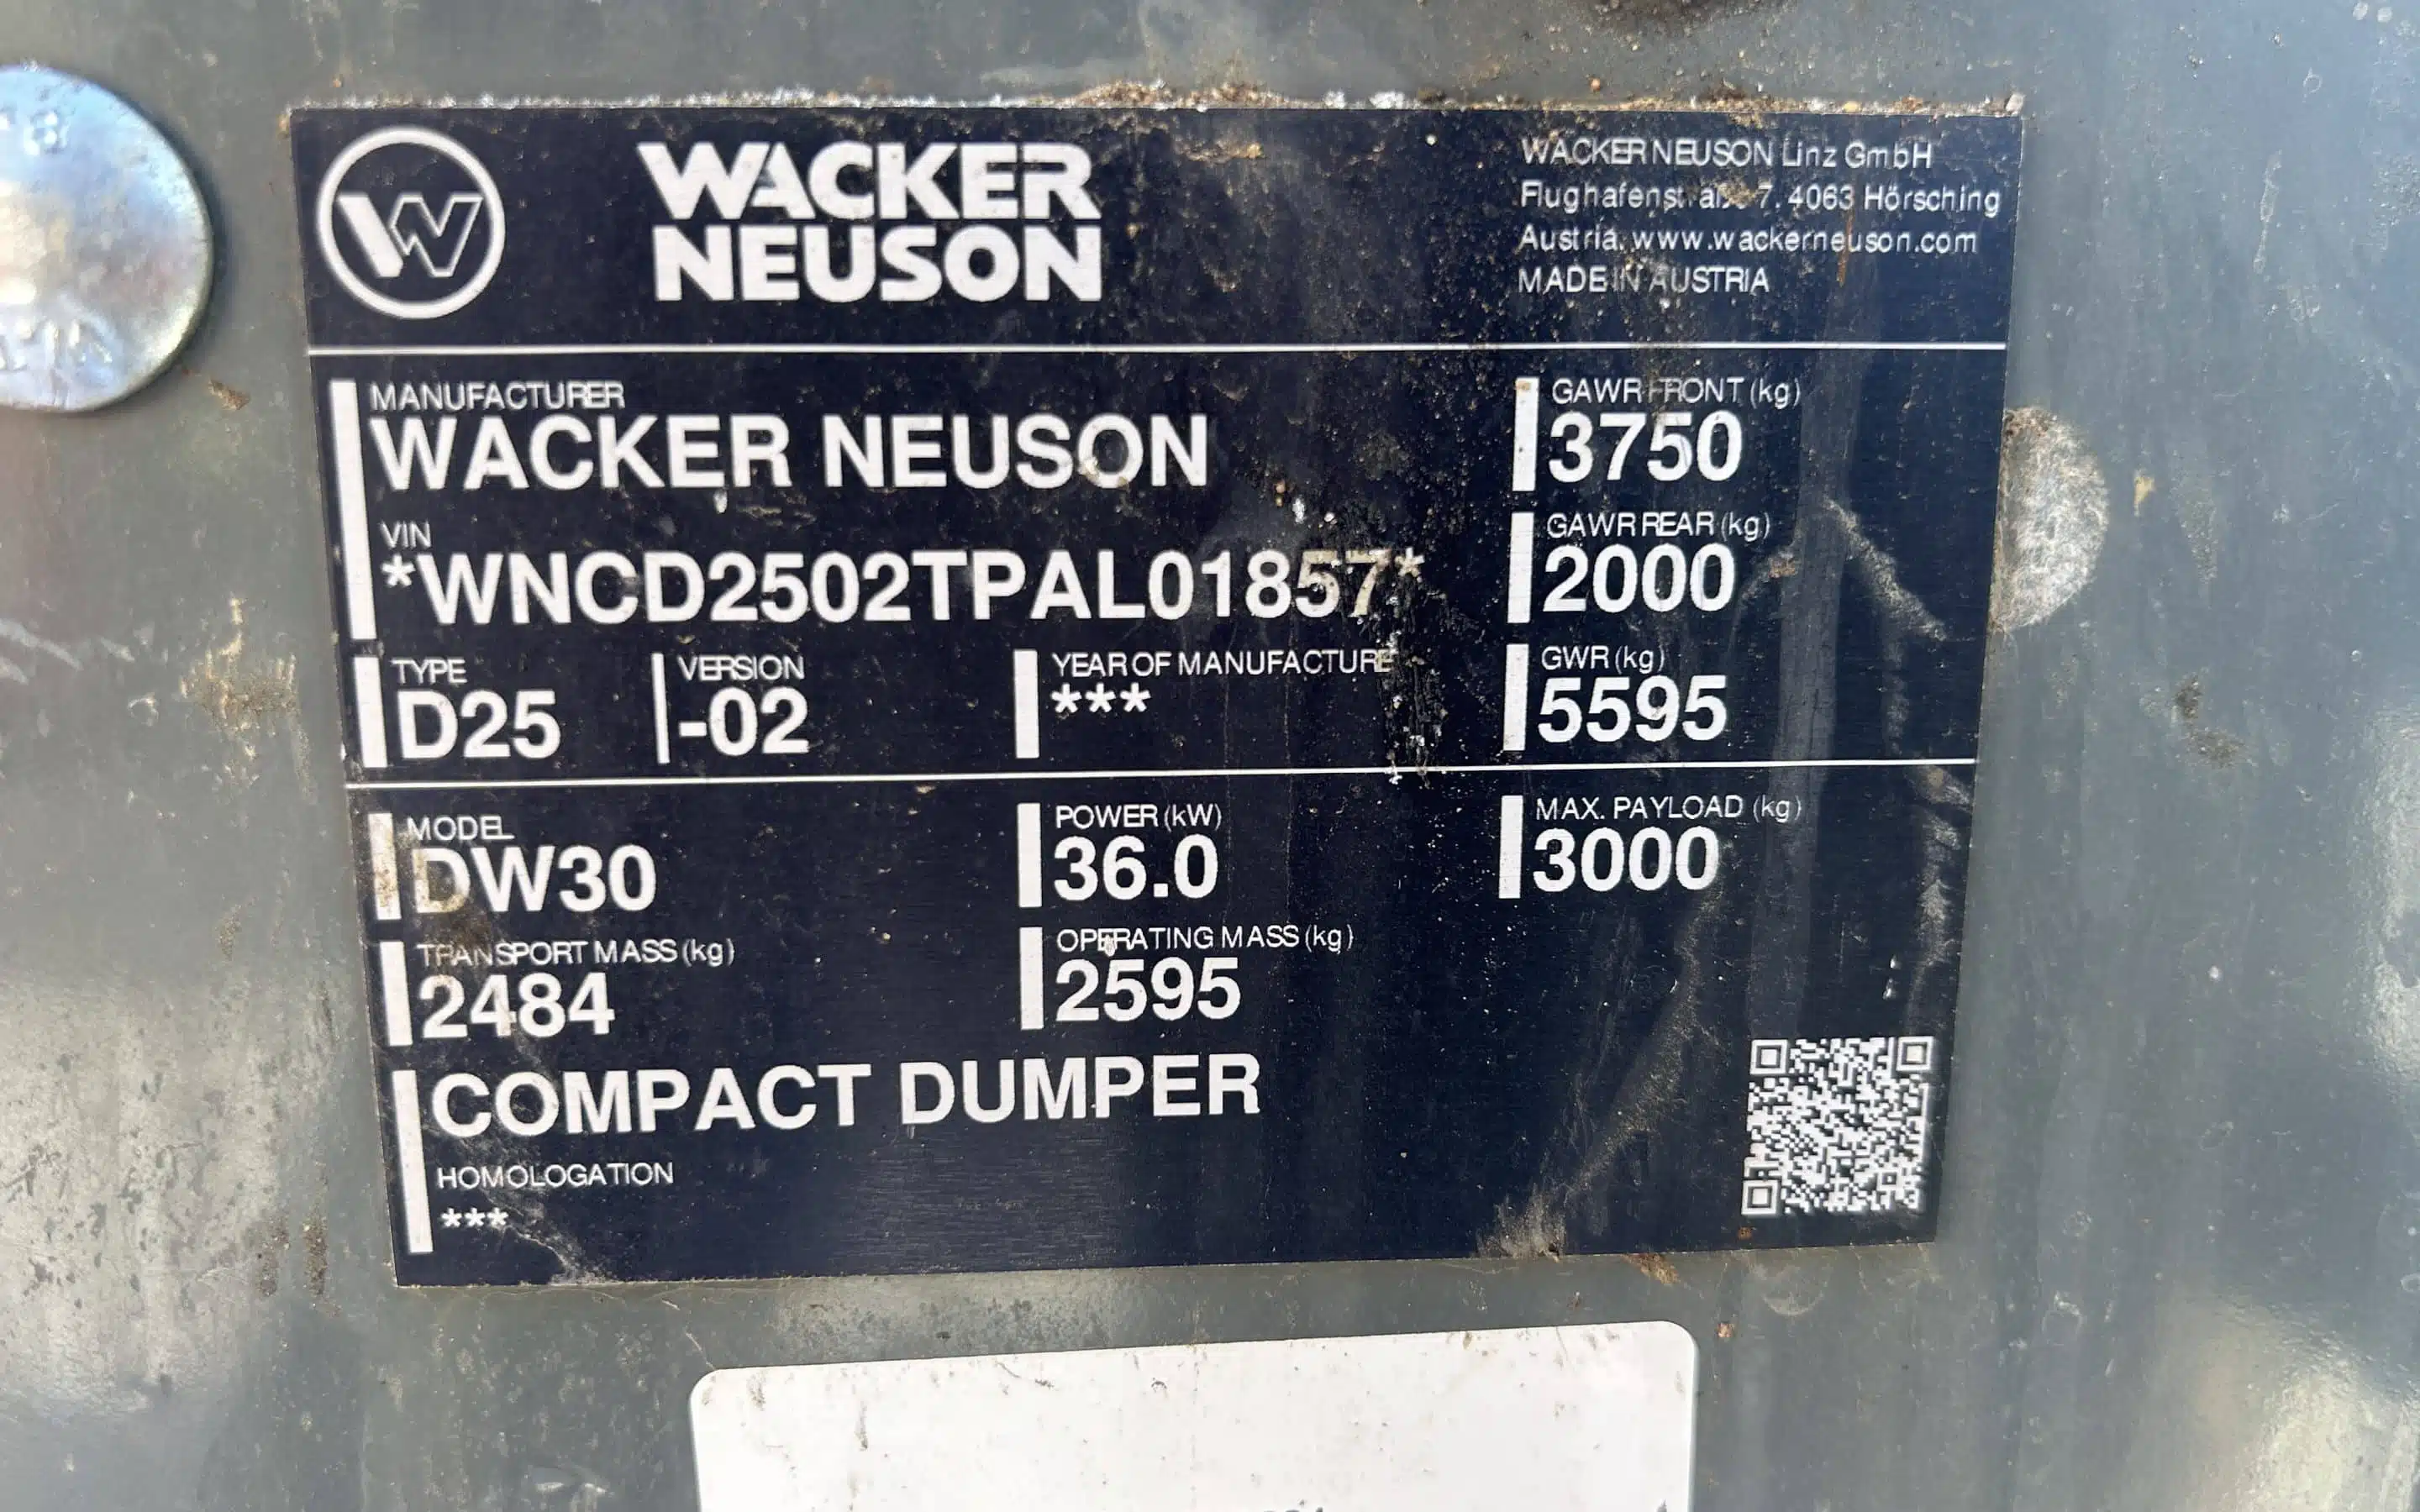 WACKER
NEUSON
WACKER NEUSON Linz GmbH
7, 4063 Hörsching
Austria, www.wackerneuson.com
MADE IN AUSTRIA
MANUFACTURER
WACKER NEUSON
VIN
*WNCD2502TPAL01857*
TYPE
D25
VERSION
-02
YEAR OF MANUFACTURE
***
GAWR FRONT (kg)
3750
GAWR REAR (kg)
2000
GWR (kg)
5595
MODEL
DW30
POWER (kW)
36.0
MAX. PAYLOAD (kg)
3000
TRANSPORT MASS (kg)
2484
OPERATING MASS (kg)
2595
COMPACT DUMPER
HOMOLOGATION
***